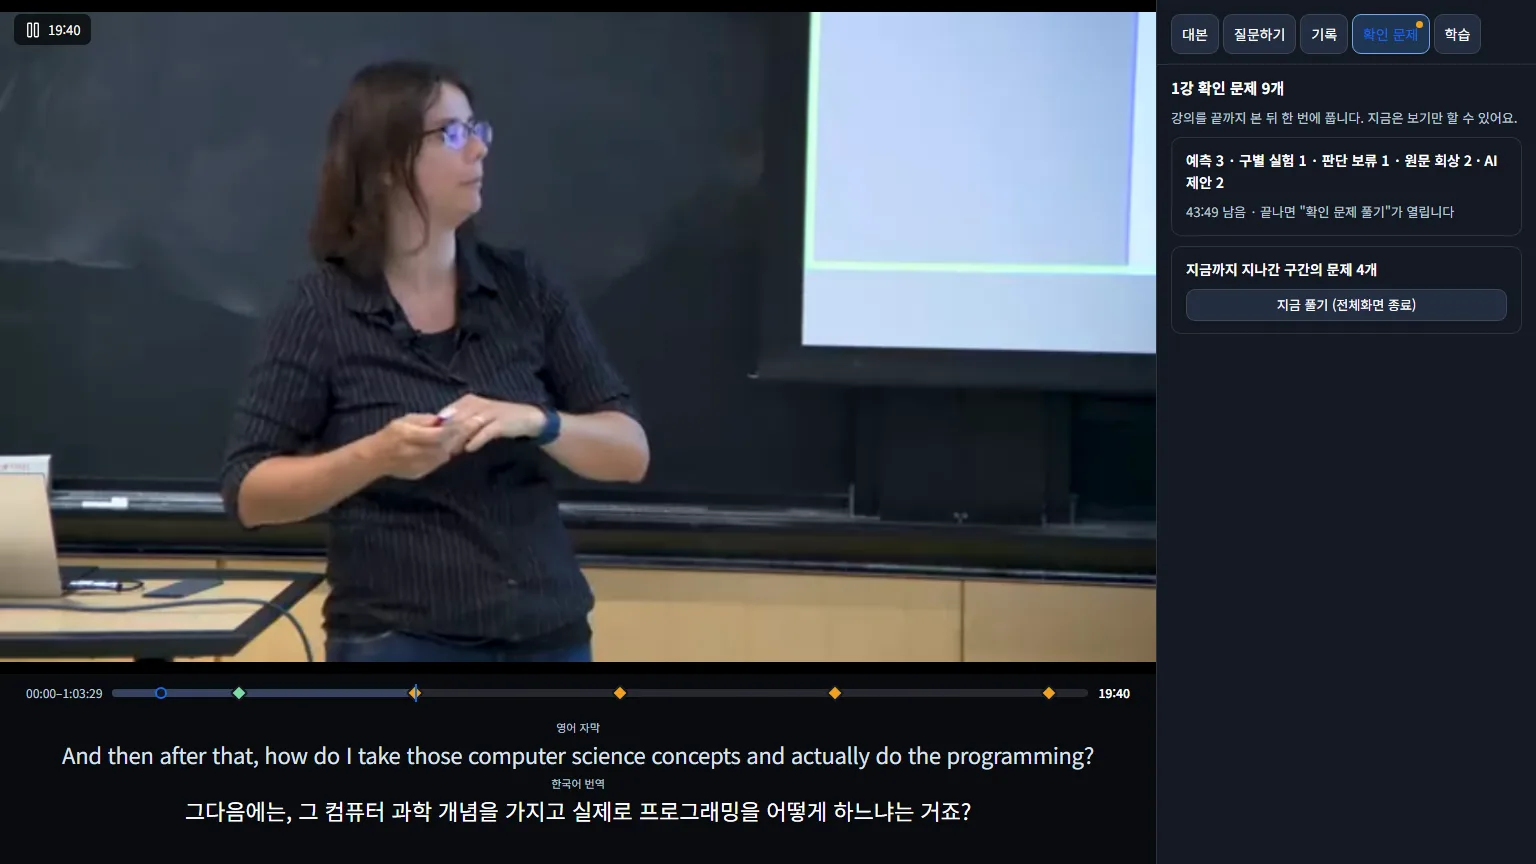 19:40
대본 질문하기 기록 확인 문제 학습
1강 확인 문제 9개
강의를 끝까지 본 뒤 한 번에 풉니다. 지금은 보기만 할 수 있어요.
예측 3 · 구별 실험 1 · 판단 보류 1 · 원문 회상 2 · AI
제안 2
43:49 남음 · 끝나면 "확인 문제 풀기"가 열립니다
지금까지 지나간 구간의 문제 4개
지금 풀기 (전체화면 종료)
00:00–1:03:29
19:40
영어 자막
And then after that, how do I take those computer science concepts and actually do the programming?
한국어 번역
그다음에는, 그 컴퓨터 과학 개념을 가지고 실제로 프로그래밍을 어떻게 하느냐는 거죠?